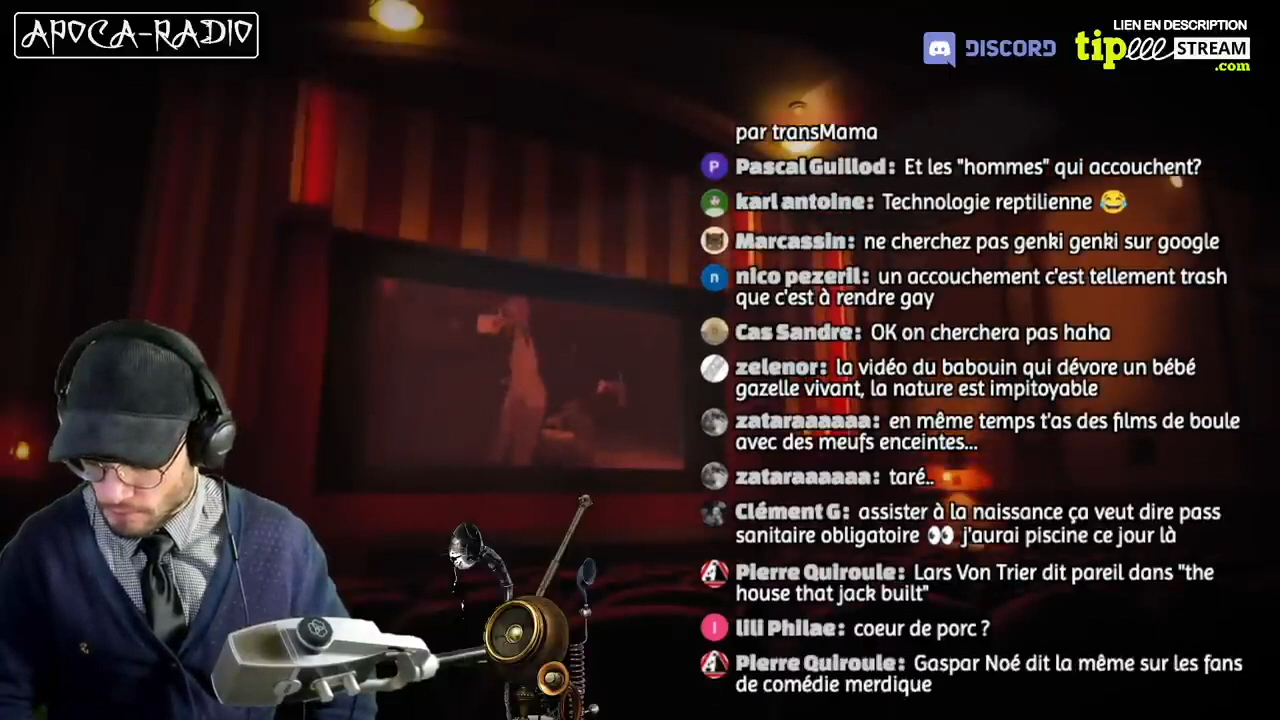 APOCA-RADIO
LIEN EN DESCRIPTION
DISCORD
tipeee STREAM
.com
par transMama
P Pascal Guillod: Et les "hommes" qui accouchent?
karl antoine: Technologie reptilienne 😂
Marcassin: ne cherchez pas genki genki sur google
n nico pezeril: un accouchement c'est tellement trash
que c'est à rendre gay
Cas Sandre: OK on cherchera pas haha
zelenor: la vidéo du babouin qui dévore un bébé
gazelle vivant, la nature est impitoyable
zataraaaaaa: en même temps t'as des films de boule
avec des meufs enceintes...
zataraaaaaa: taré..
Clément G: assister à la naissance ça veut dire pass
sanitaire obligatoire 👀 j'aurai piscine ce jour là
Pierre Quiroule: Lars Von Trier dit pareil dans "the
house that jack built"
l lili Philae: coeur de porc ?
Pierre Quiroule: Gaspar Noé dit la même sur les fans
de comédie merdique